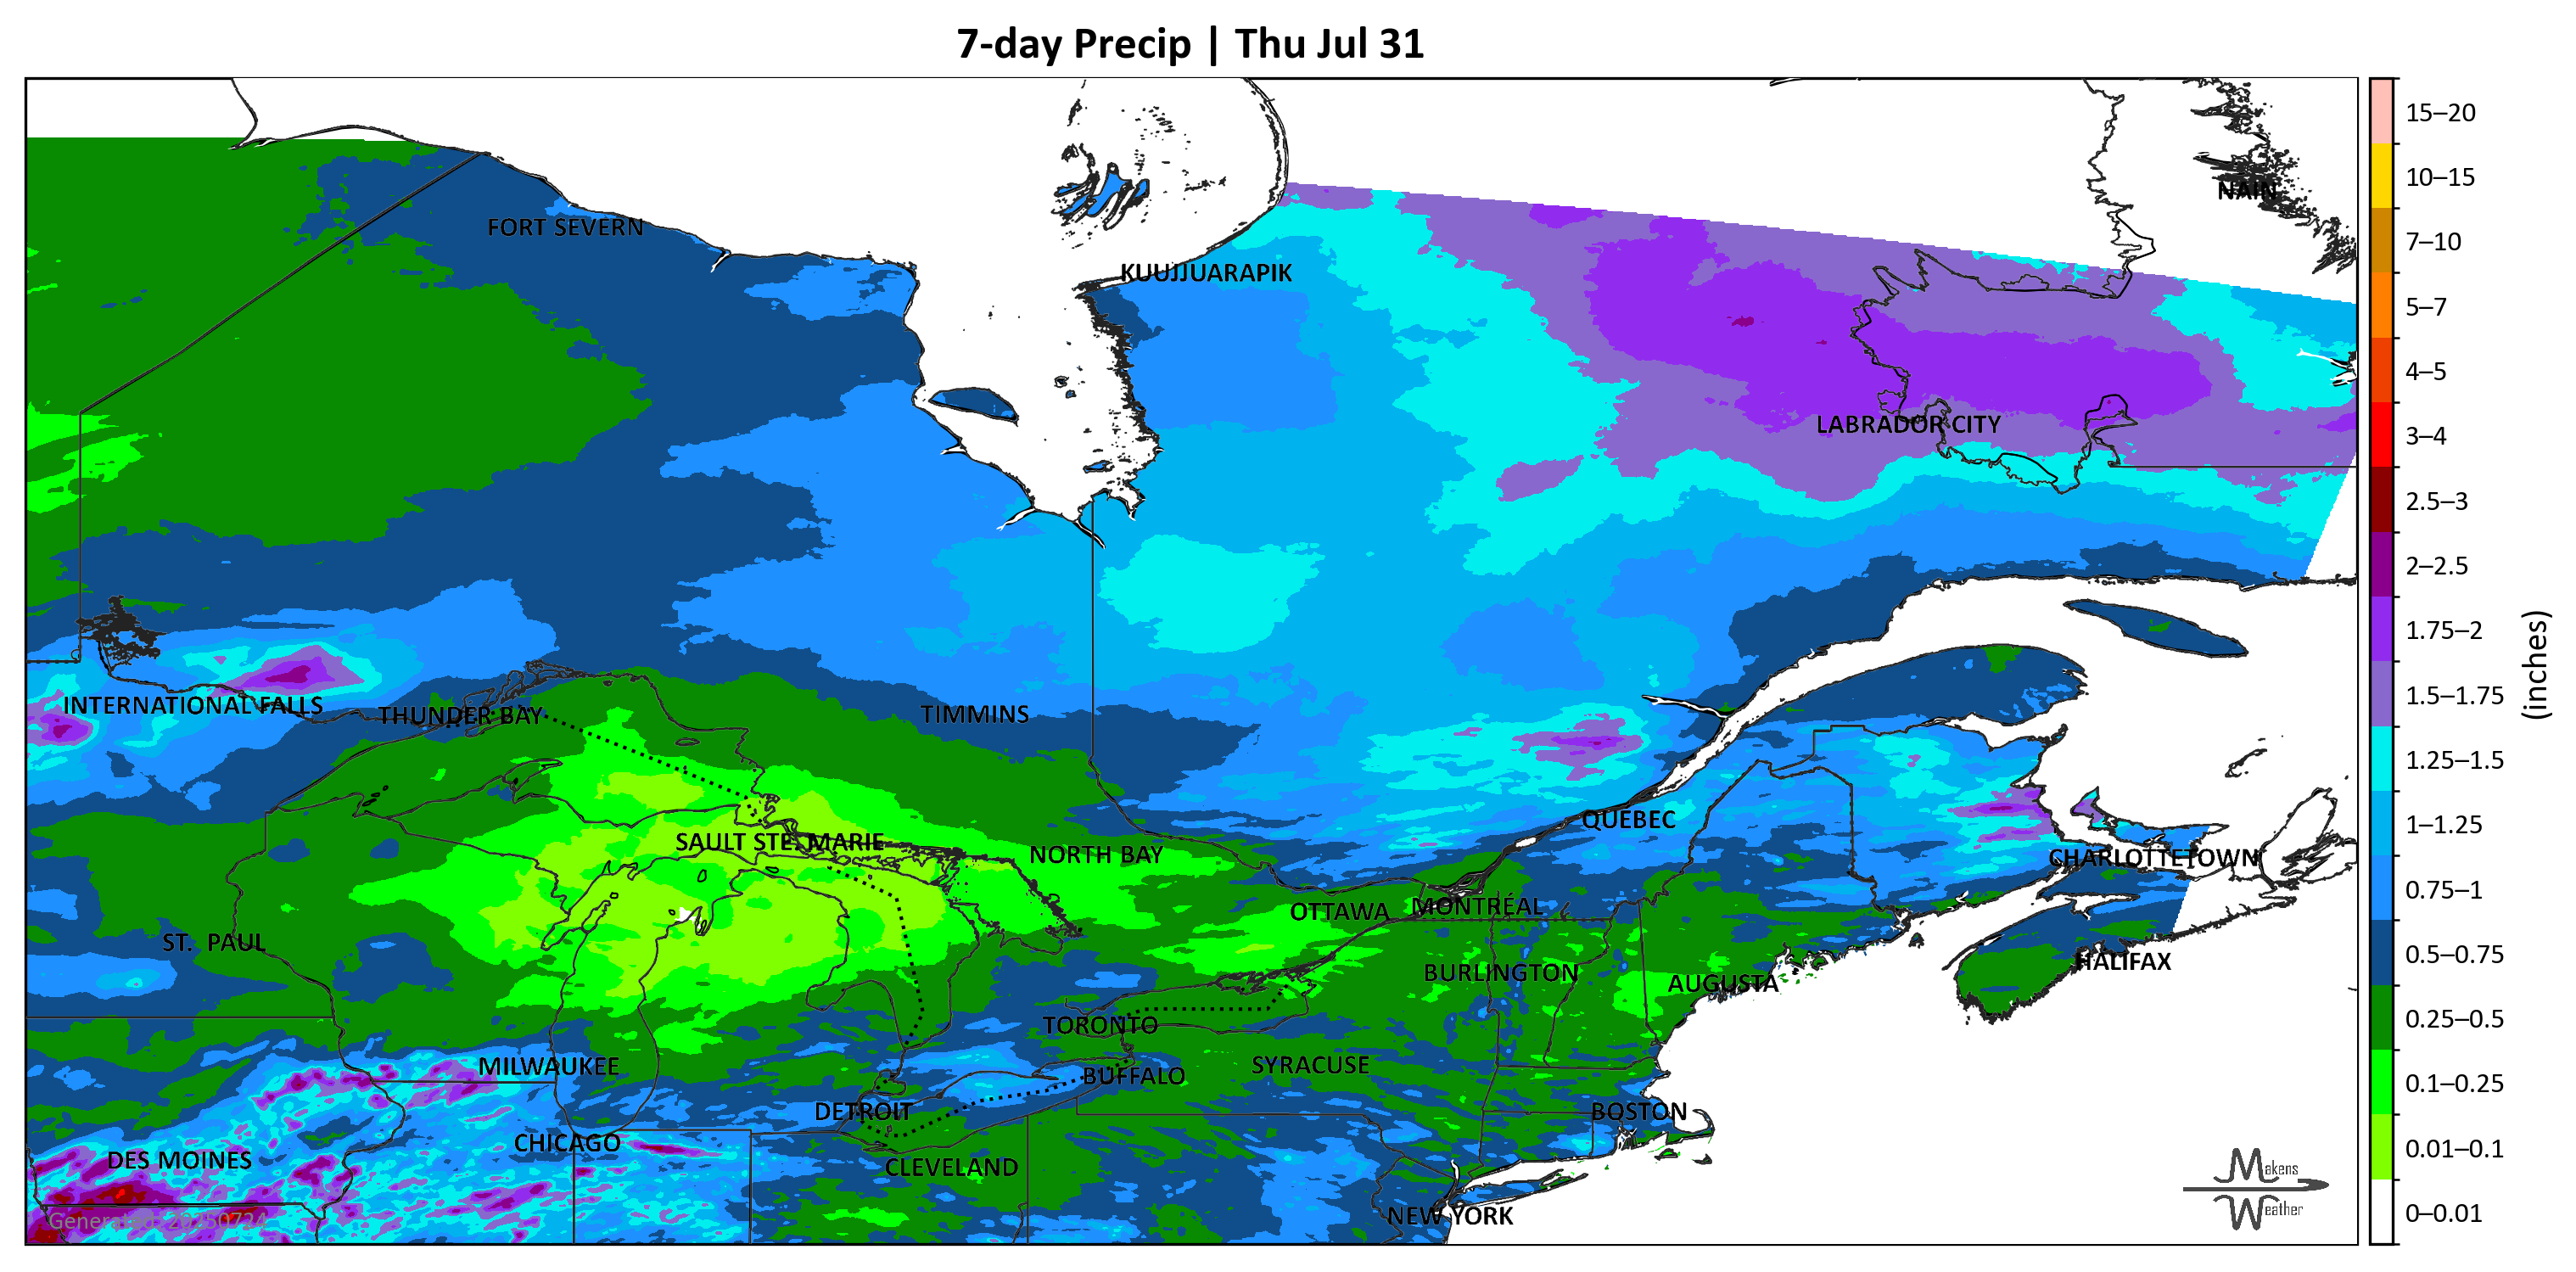 7-day Precip | Thu Jul 31
NAIN
FORT SEVERN
KUUJJUARAPIK
LABRADOR CITY
INTERNATIONAL FALLS
THUNDER BAY
TIMMINS
QUEBEC
SAULT STE. MARIE
NORTH BAY
CHARLOTTETOWN
OTTAWA
MONTRÉAL
ST. PAUL
BURLINGTON
AUGUSTA
HALIFAX
TORONTO
MILWAUKEE
BUFFALO
SYRACUSE
DETROIT
BOSTON
CHICAGO
DES MOINES
CLEVELAND
NEW YORK
Generated: 20250724
Makens
Weather
15–20
10–15
7–10
5–7
4–5
3–4
2.5–3
2–2.5
1.75–2
1.5–1.75
1.25–1.5
1–1.25
0.75–1
0.5–0.75
0.25–0.5
0.1–0.25
0.01–0.1
0–0.01
(inches)